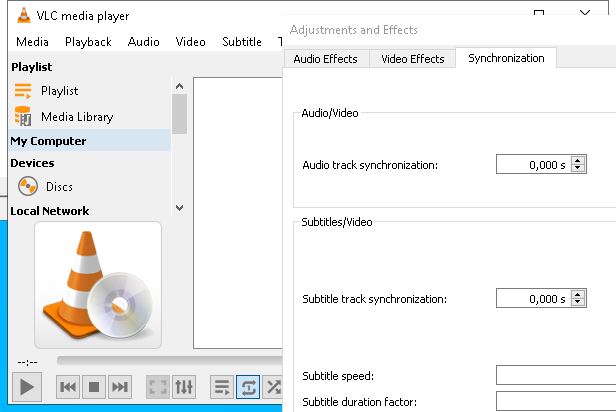 VLC media player
Media Playback Audio Video Subtitle
Playlist
Playlist
Media Library
My Computer
Devices
Discs
Local Network
--:--
Adjustments and Effects
Audio Effects Video Effects Synchronization
Audio/Video
Audio track synchronization: 0,000 s
Subtitles/Video
Subtitle track synchronization: 0,000 s
Subtitle speed:
Subtitle duration factor: